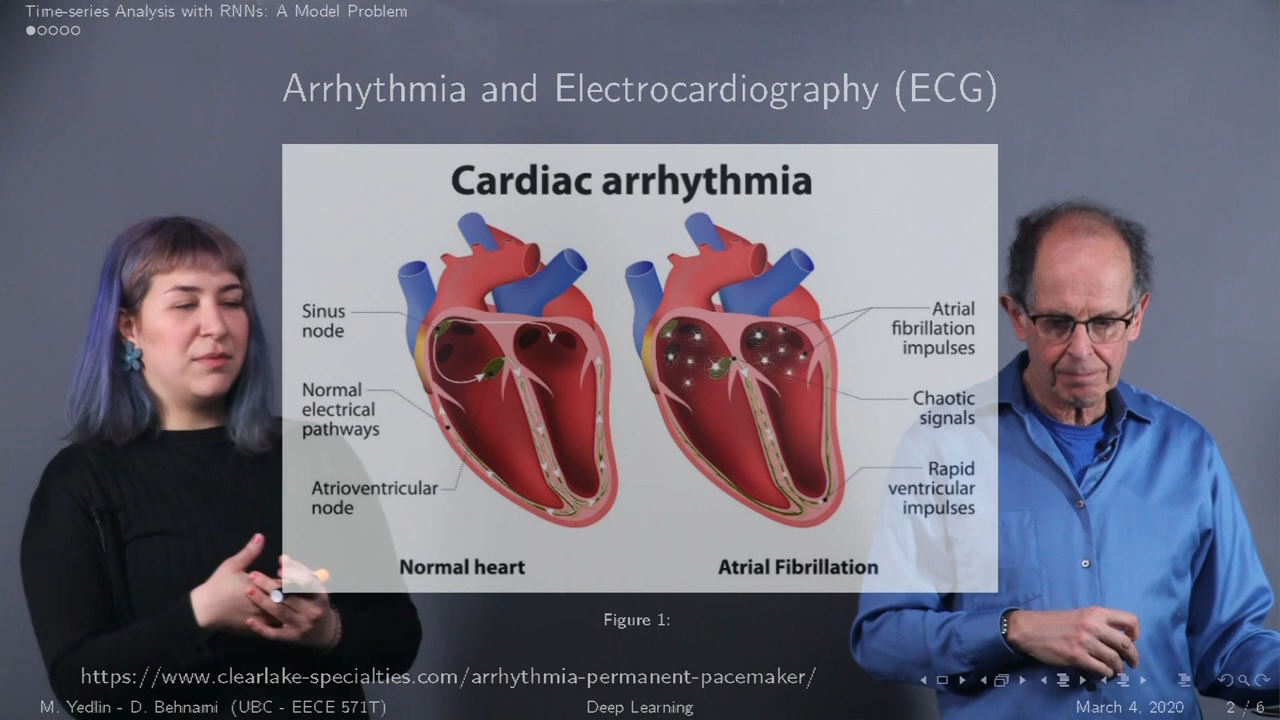 Time-series Analysis with RNNs: A Model Problem
Arrhythmia and Electrocardiography (ECG)
Cardiac arrhythmia
Sinus
node
Normal
electrical
pathways
Atrioventricular
node
Normal heart
Atrial
fibrillation
impulses
Chaotic
signals
Rapid
ventricular
impulses
Atrial Fibrillation
Figure 1:
https://www.clearlake-specialties.com/arrhythmia-permanent-pacemaker/
M. Yedlin - D. Behnami (UBC - EECE 571T)
Deep Learning
March 4, 2020
2 / 6